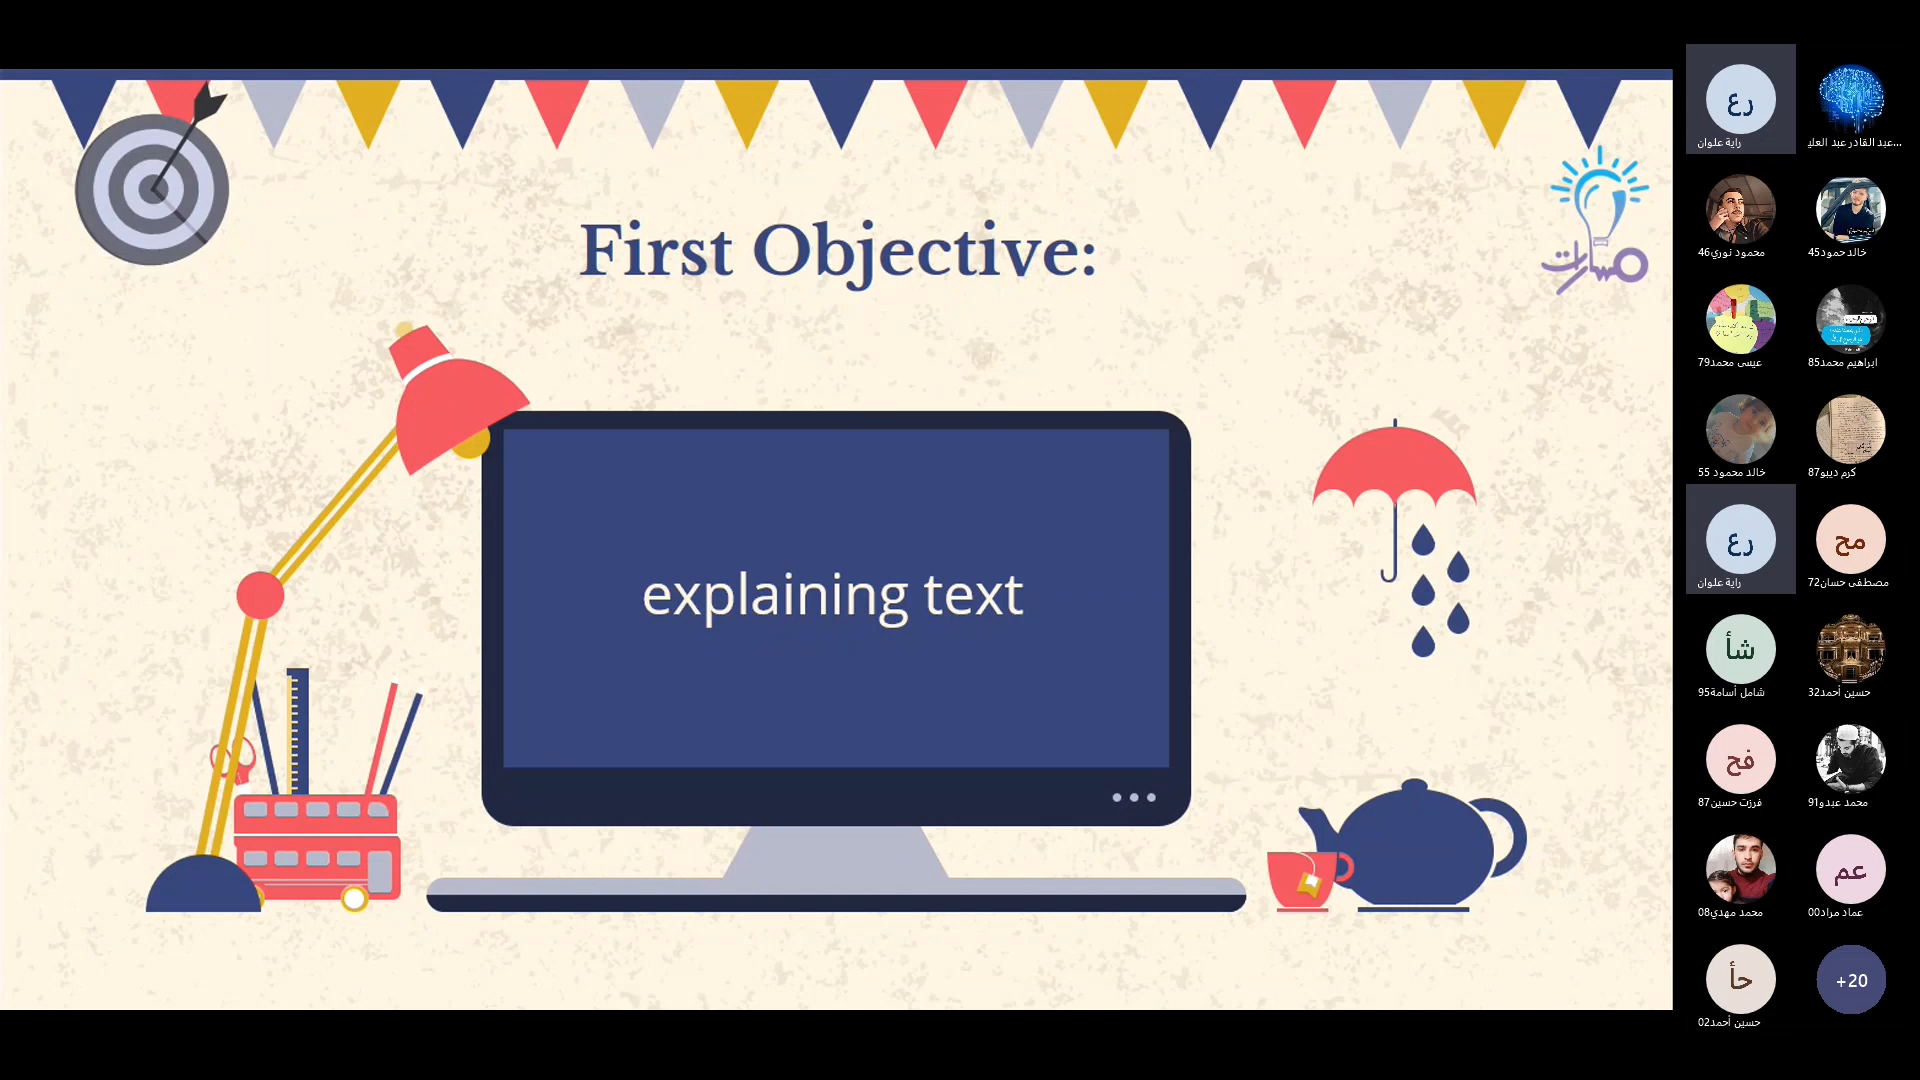 First Objective:
explaining text
مسارات
رع
راية علوان
عبد القادر عبد العلي...
محمود نوري46
خالد حمود45
عيسى محمد79
ابراهيم محمد85
خالد محمود 55
كرم ديبو87
رع
راية علوان
مح
مصطفى حسان72
شأ
شامل أسامة95
حسين أحمد32
فح
فرزت حسين87
محمد عبدو91
محمد مهدي08
عم
عماد مراد00
حأ
حسين أحمد02
+20